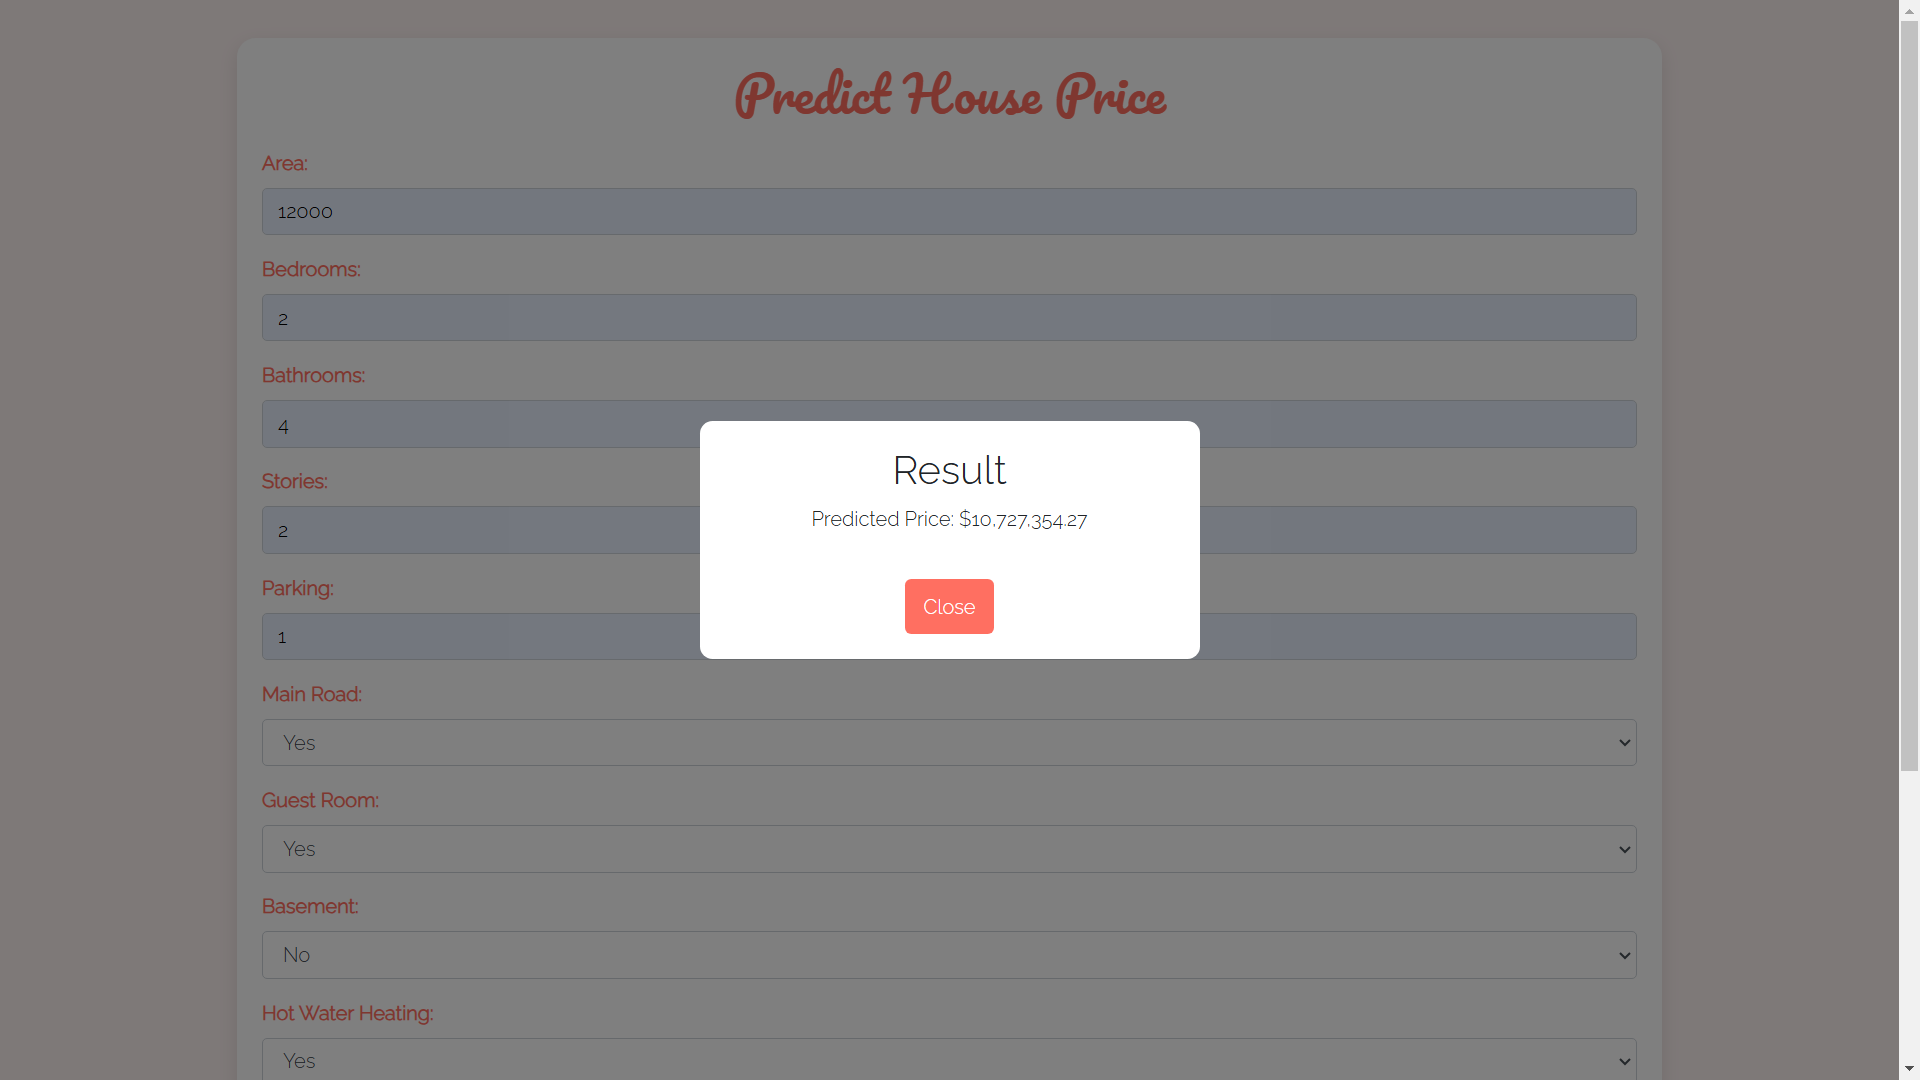 Predict House Price
Area:
12000
Bedrooms:
2
Bathrooms:
4
Stories:
2
Parking:
1
Main Road:
Yes
Guest Room:
Yes
Basement:
No
Hot Water Heating:
Yes
Result
Predicted Price: $10,727,354.27
Close